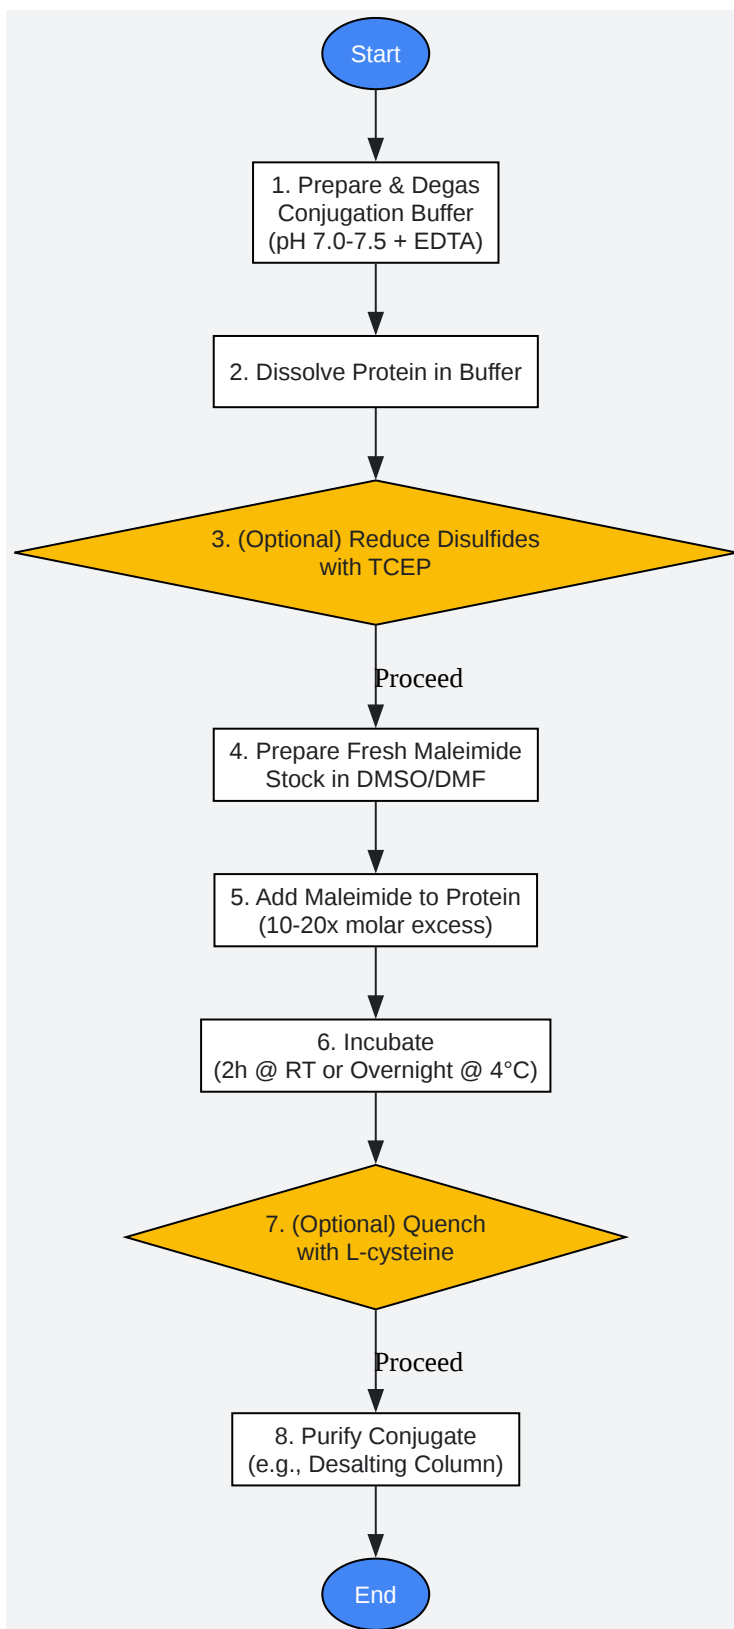 Start
1. Prepare & Degas
Conjugation Buffer
(pH 7.0-7.5 + EDTA)
2. Dissolve Protein in Buffer
3. (Optional) Reduce Disulfides
with TCEP
Proceed
4. Prepare Fresh Maleimide
Stock in DMSO/DMF
5. Add Maleimide to Protein
(10-20x molar excess)
6. Incubate
(2h @ RT or Overnight @ 4°C)
7. (Optional) Quench
with L-cysteine
Proceed
8. Purify Conjugate
(e.g., Desalting Column)
End